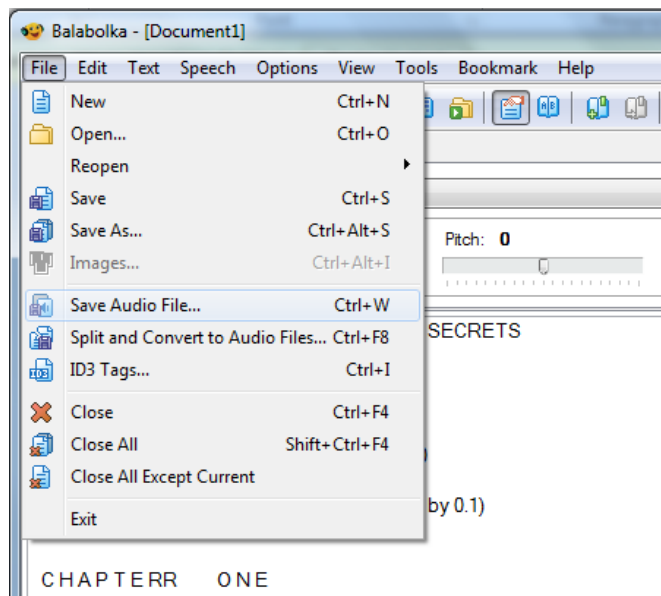 Balabolka - [Document1]
File Edit Text Speech Options View Tools Bookmark Help
New Ctrl+N
Open... Ctrl+O
Reopen
Save Ctrl+S
Save As... Ctrl+Alt+S
Images... Ctrl+Alt+I
Save Audio File... Ctrl+W
Split and Convert to Audio Files... Ctrl+F8
ID3 Tags... Ctrl+I
Close Ctrl+F4
Close All Shift+Ctrl+F4
Close All Except Current
Exit
Pitch: 0
SECRETS
)
by 0.1)
C H A P T E RR O N E